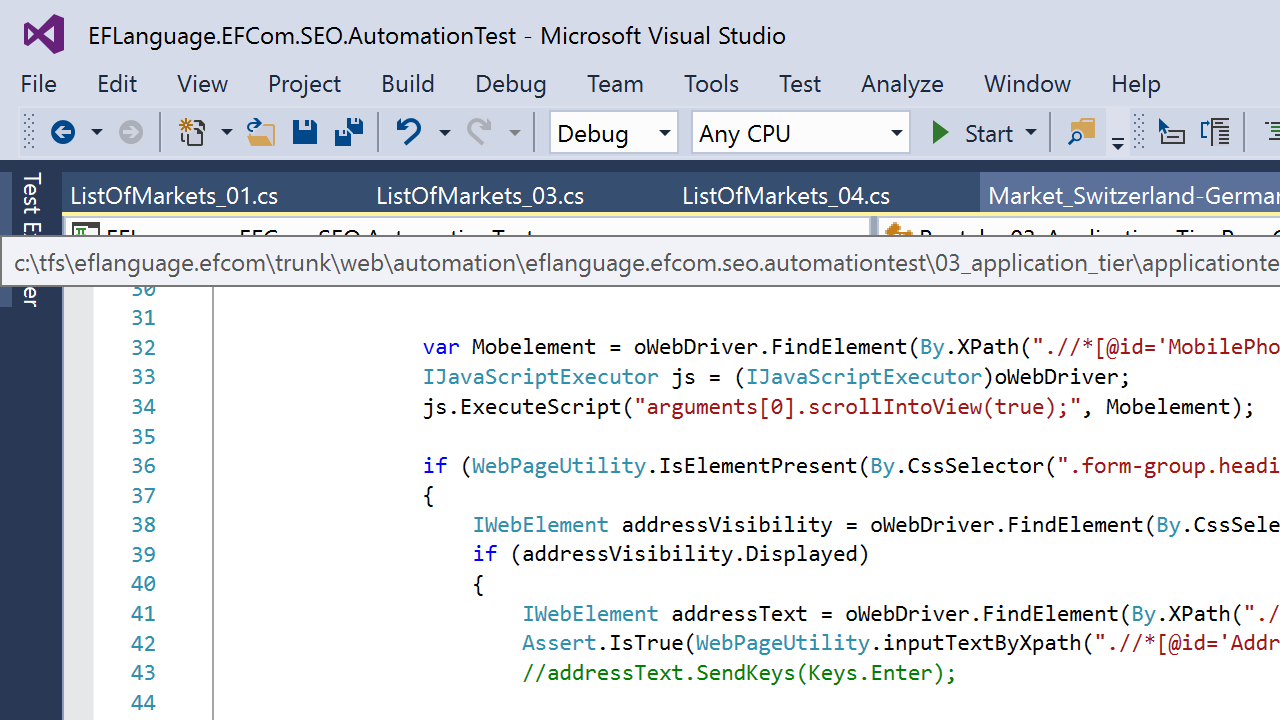 EFLanguage.EFCom.SEO.AutomationTest - Microsoft Visual Studio
File Edit View Project Build Debug Team Tools Test Analyze Window Help
Debug Any CPU Start
ListOfMarkets_01.cs ListOfMarkets_03.cs ListOfMarkets_04.cs Market_Switzerland-German
Test
c:\tfs\eflanguage.efcom\trunk\web\automation\eflanguage.efcom.seo.automationtest\03_application_tier\applicationte
30
31
32 var Mobelement = oWebDriver.FindElement(By.XPath(".//*[@id='MobilePho
33 IJavaScriptExecutor js = (IJavaScriptExecutor)oWebDriver;
34 js.ExecuteScript("arguments[0].scrollIntoView(true);", Mobelement);
35
36 if (WebPageUtility.IsElementPresent(By.CssSelector(".form-group.headi
37 {
38 IWebElement addressVisibility = oWebDriver.FindElement(By.CssSele
39 if (addressVisibility.Displayed)
40 {
41 IWebElement addressText = oWebDriver.FindElement(By.XPath("./
42 Assert.IsTrue(WebPageUtility.inputTextByXpath(".//*[@id='Addr
43 //addressText.SendKeys(Keys.Enter);
44